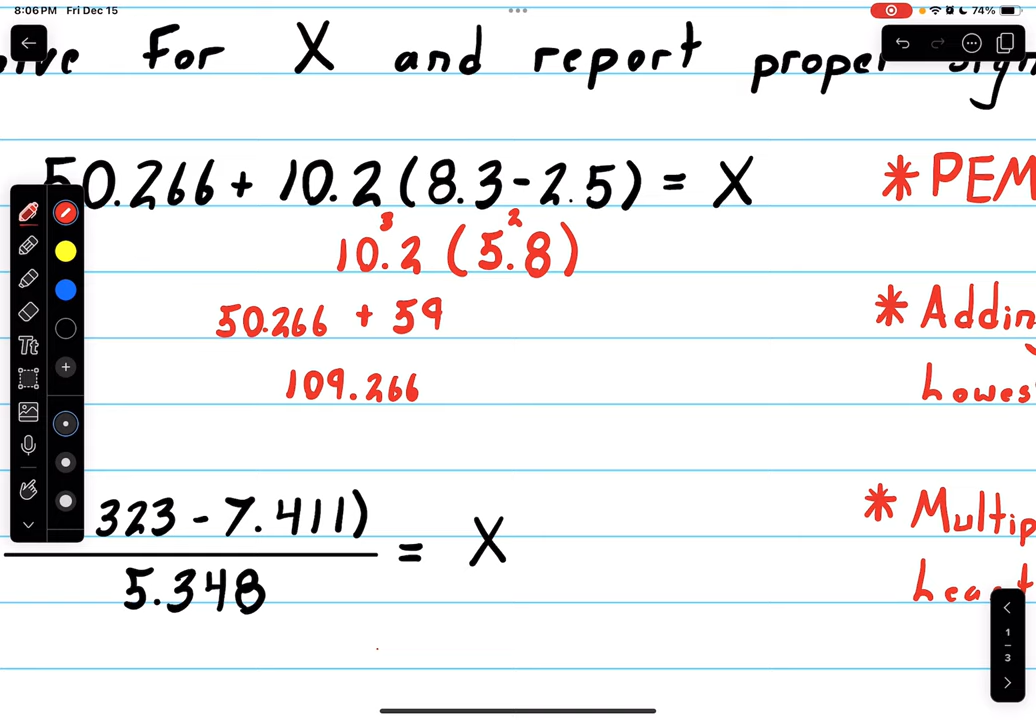 8:06 PM Fri Dec 15
74%
For X and report proper
50.266 + 10.2 (8.3 - 2.5) = X
* PEM
3 2
10.2 (5.8)
50.266 + 59
* Addin
109.266
Lowes
Tt
323 - 7.411)
5.348
= X
* Multip
Least
1
3